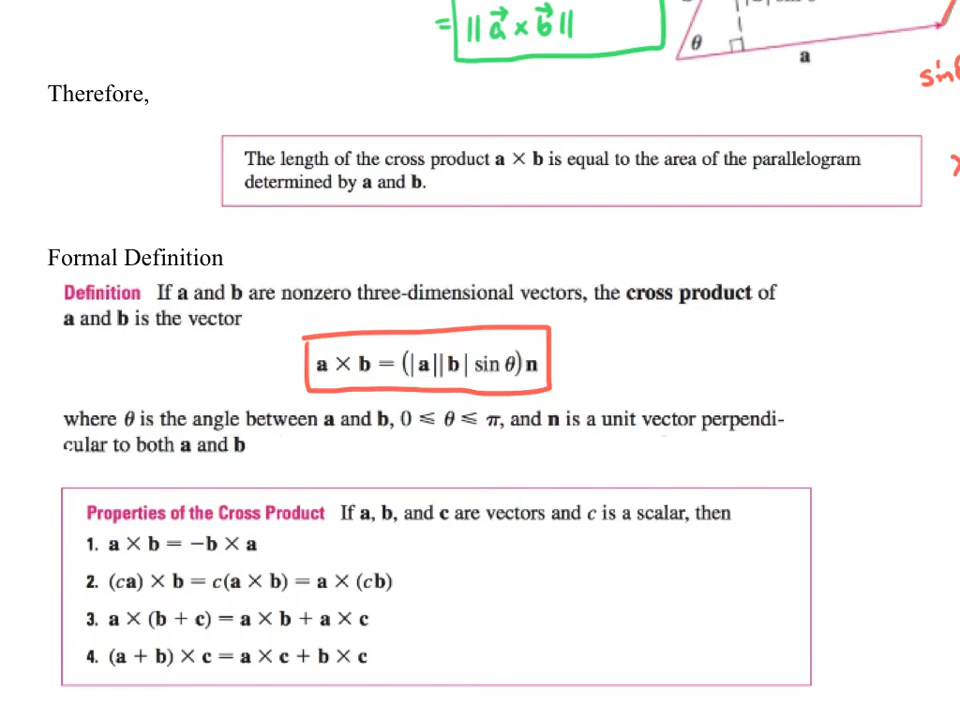 = ||a⃗ × b⃗||
θ
a
Therefore,
The length of the cross product a × b is equal to the area of the parallelogram
determined by a and b.
Formal Definition
Definition If a and b are nonzero three-dimensional vectors, the cross product of
a and b is the vector
a × b = (|a||b| sin θ)n
where θ is the angle between a and b, 0 ≤ θ ≤ π, and n is a unit vector perpendi-
cular to both a and b
Properties of the Cross Product If a, b, and c are vectors and c is a scalar, then
1. a × b = −b × a
2. (ca) × b = c(a × b) = a × (cb)
3. a × (b + c) = a × b + a × c
4. (a + b) × c = a × c + b × c